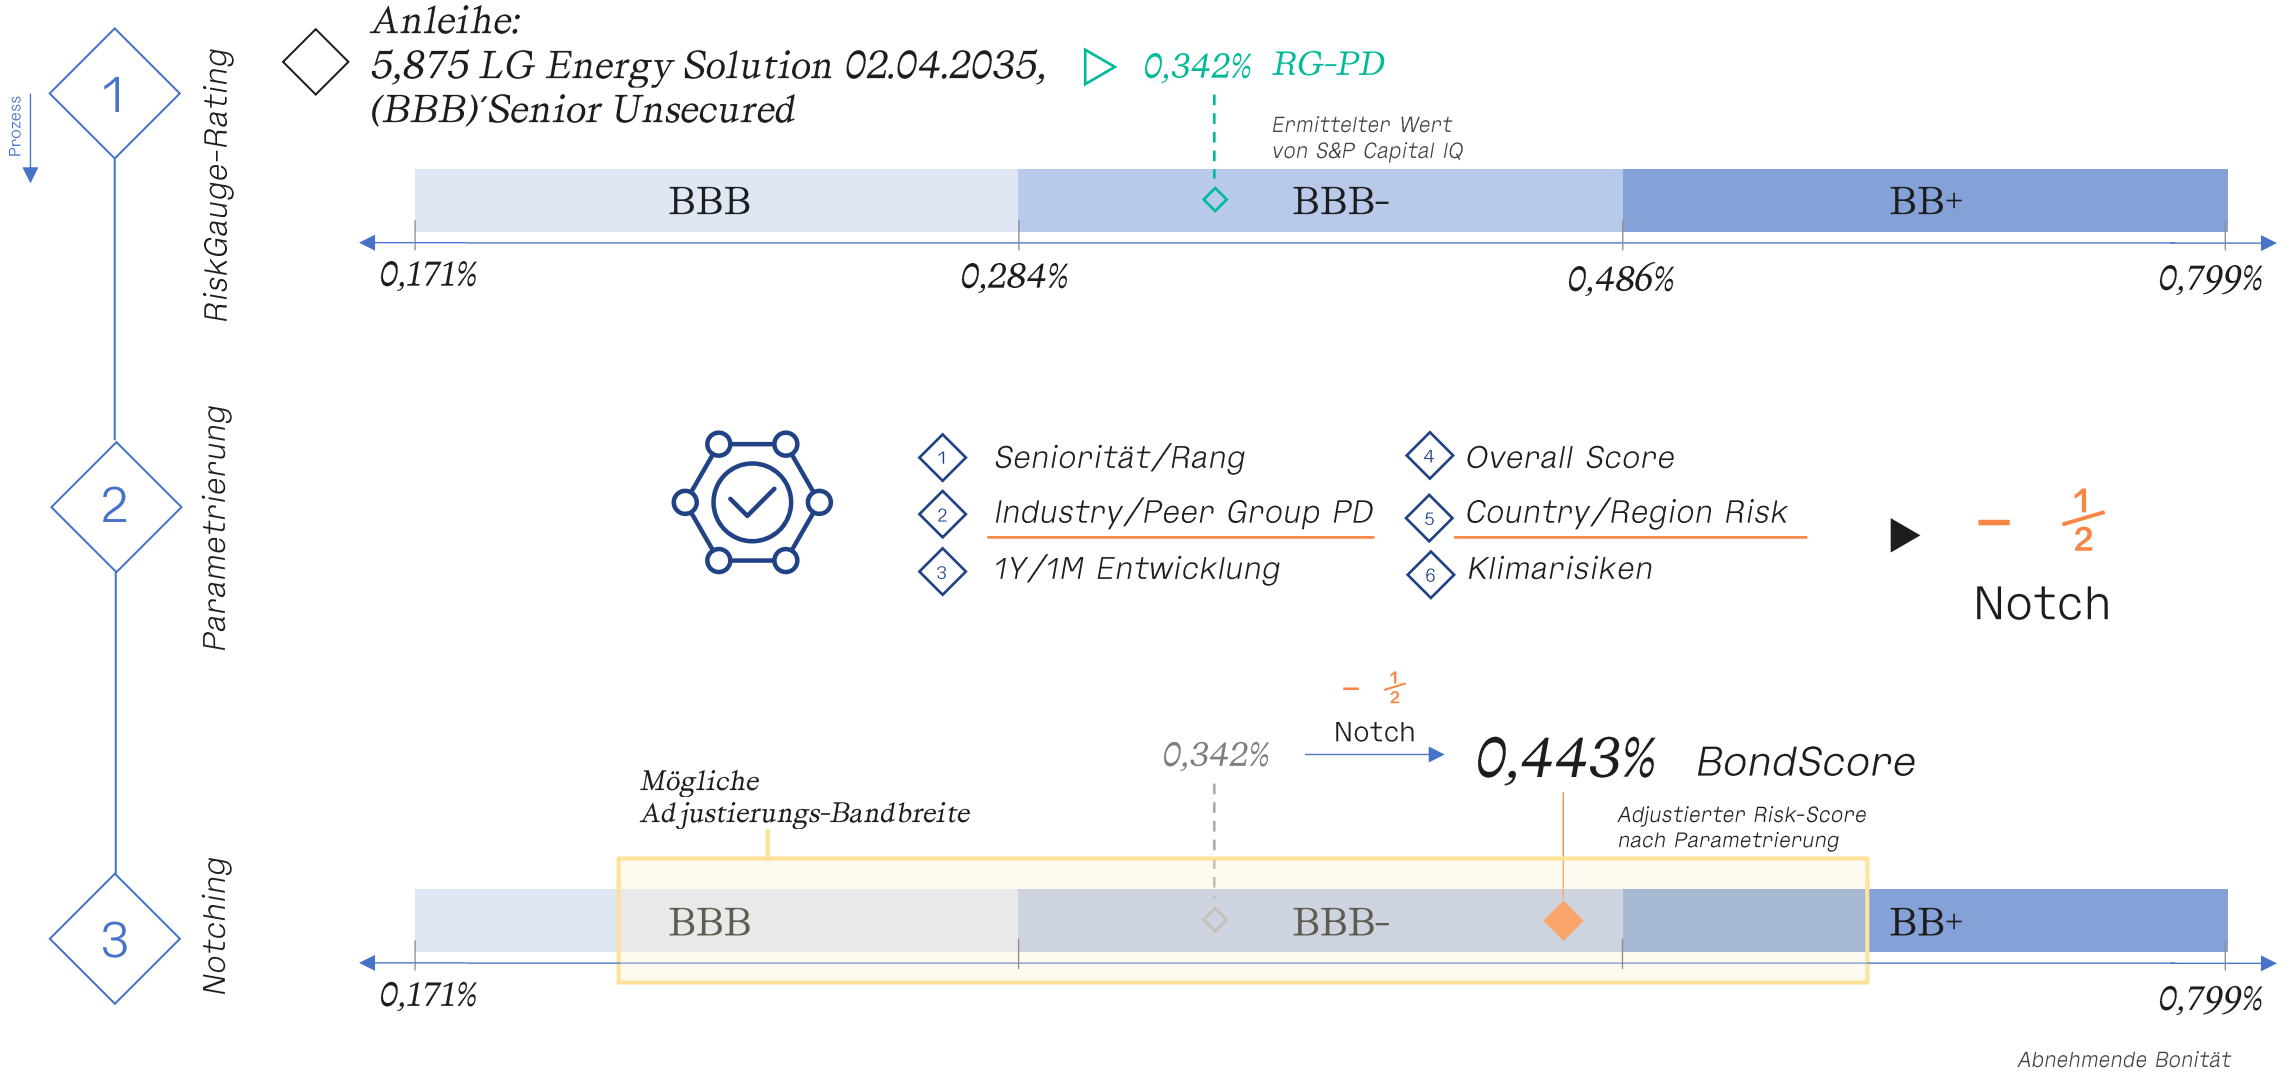 Prozess
1
RiskGauge-Rating
Anleihe:
5,875 LG Energy Solution 02.04.2035,
(BBB)´Senior Unsecured
0,342% RG-PD
Ermittelter Wert
von S&P Capital IQ
BBB
BBB-
BB+
0,171%
0,284%
0,486%
0,799%
2
Parametrierung
1 Seniorität/Rang
2 Industry/Peer Group PD
3 1Y/1M Entwicklung
4 Overall Score
5 Country/Region Risk
6 Klimarisiken
- 1/2
Notch
3
Notching
Mögliche
Adjustierungs-Bandbreite
0,342%
- 1/2
Notch
0,443% BondScore
Adjustierter Risk-Score
nach Parametrierung
BBB
BBB-
BB+
0,171%
0,799%
Abnehmende Bonität